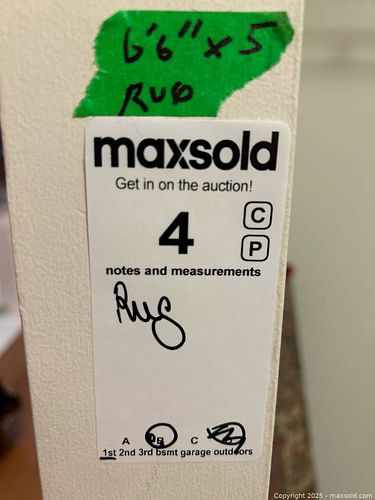 6'6" x 5
RUG
maxsold
Get in on the auction!
4
C
P
notes and measurements
Rug
A B C
1st 2nd 3rd bsmt garage outdoors
Copyright 2025 - maxsold.com